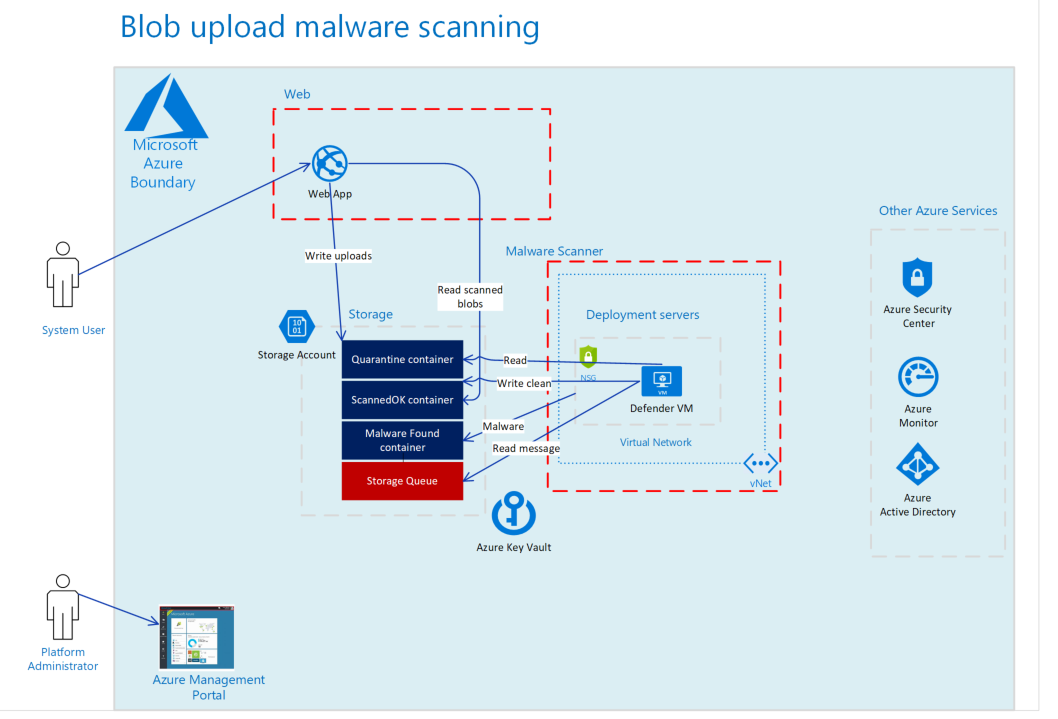 Blob upload malware scanning
Microsoft
Azure
Boundary
Web
Web App
Write uploads
Read scanned
blobs
System User
Storage
Storage Account
Quarantine container
ScannedOK container
Malware Found
container
Storage Queue
Read
Write clean
Malware
Read message
Malware Scanner
Deployment servers
NSG
VM
Defender VM
Virtual Network
vNet
Azure Key Vault
Other Azure Services
Azure Security
Center
Azure
Monitor
Azure
Active Directory
Platform
Administrator
Azure Management
Portal
10
01